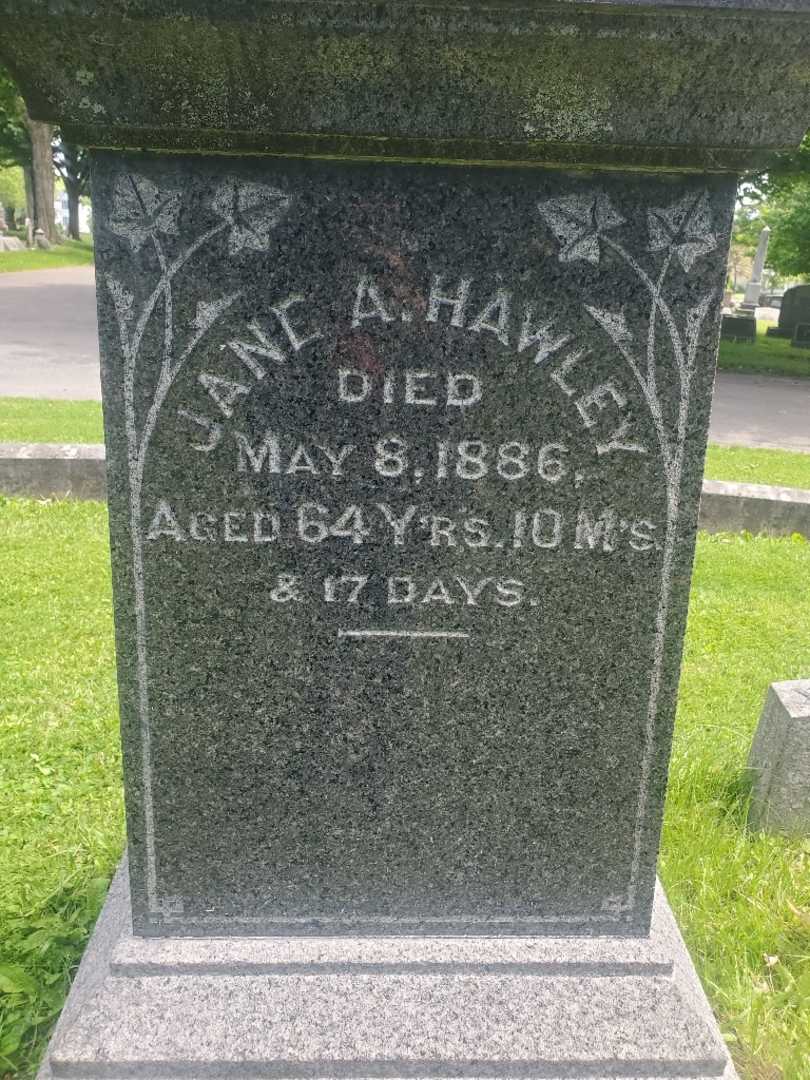 JANE A. HAWLEY
DIED
MAY 8, 1886.
AGED 64 Y'RS. 10 M'S.
& 17 DAYS.